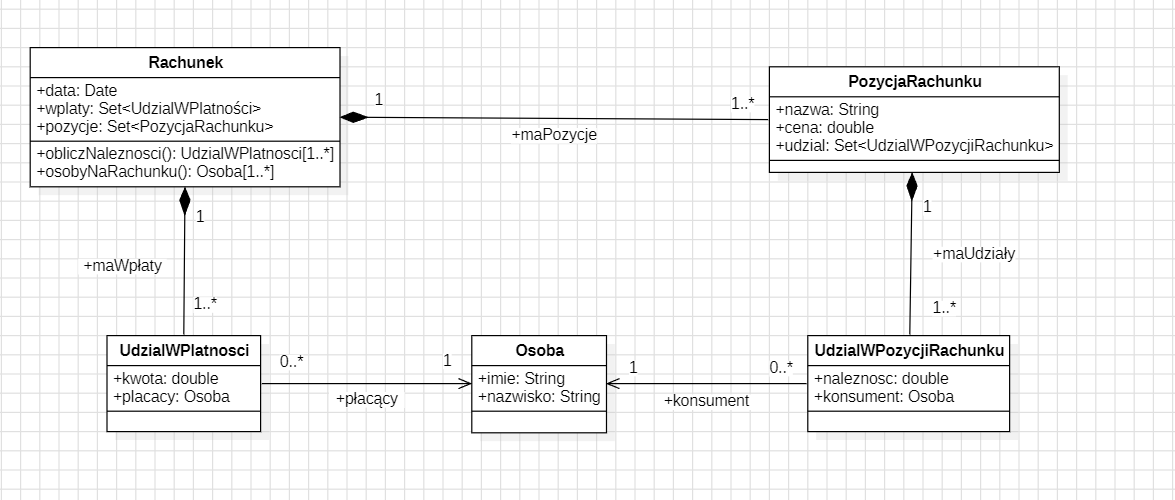 Rachunek
+data: Date
+wplaty: Set<UdzialWPlatności>
+pozycje: Set<PozycjaRachunku>
+obliczNaleznosci(): UdzialWPlatnosci[1..*]
+osobyNaRachunku(): Osoba[1..*]
1
1..*
+maPozycje
PozycjaRachunku
+nazwa: String
+cena: double
+udzial: Set<UdzialWPozycjiRachunku>
1
+maWpłaty
1..*
1
+maUdziały
1..*
UdzialWPlatnosci
+kwota: double
+placacy: Osoba
0..*
1
+płacący
Osoba
+imie: String
+nazwisko: String
1
0..*
+konsument
UdzialWPozycjiRachunku
+naleznosc: double
+konsument: Osoba